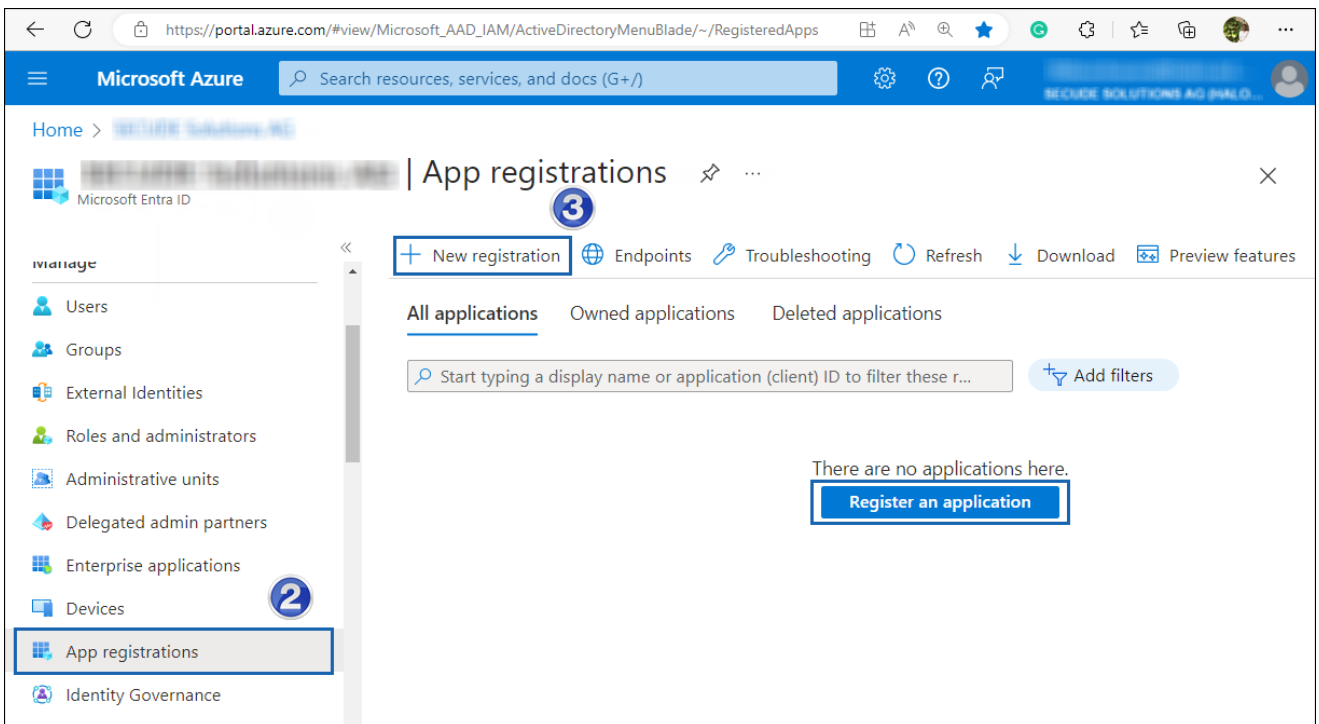 https://portal.azure.com/#view/Microsoft_AAD_IAM/ActiveDirectoryMenuBlade/~/RegisteredApps
Microsoft Azure
Search resources, services, and docs (G+/)
SECUDE SOLUTIONS AG (HALO...
Home >
| App registrations
Microsoft Entra ID
3
New registration Endpoints Troubleshooting Refresh Download Preview features
Manage
Users
Groups
External Identities
Roles and administrators
Administrative units
Delegated admin partners
Enterprise applications
Devices
2
App registrations
Identity Governance
All applications Owned applications Deleted applications
Start typing a display name or application (client) ID to filter these r...
Add filters
There are no applications here.
Register an application